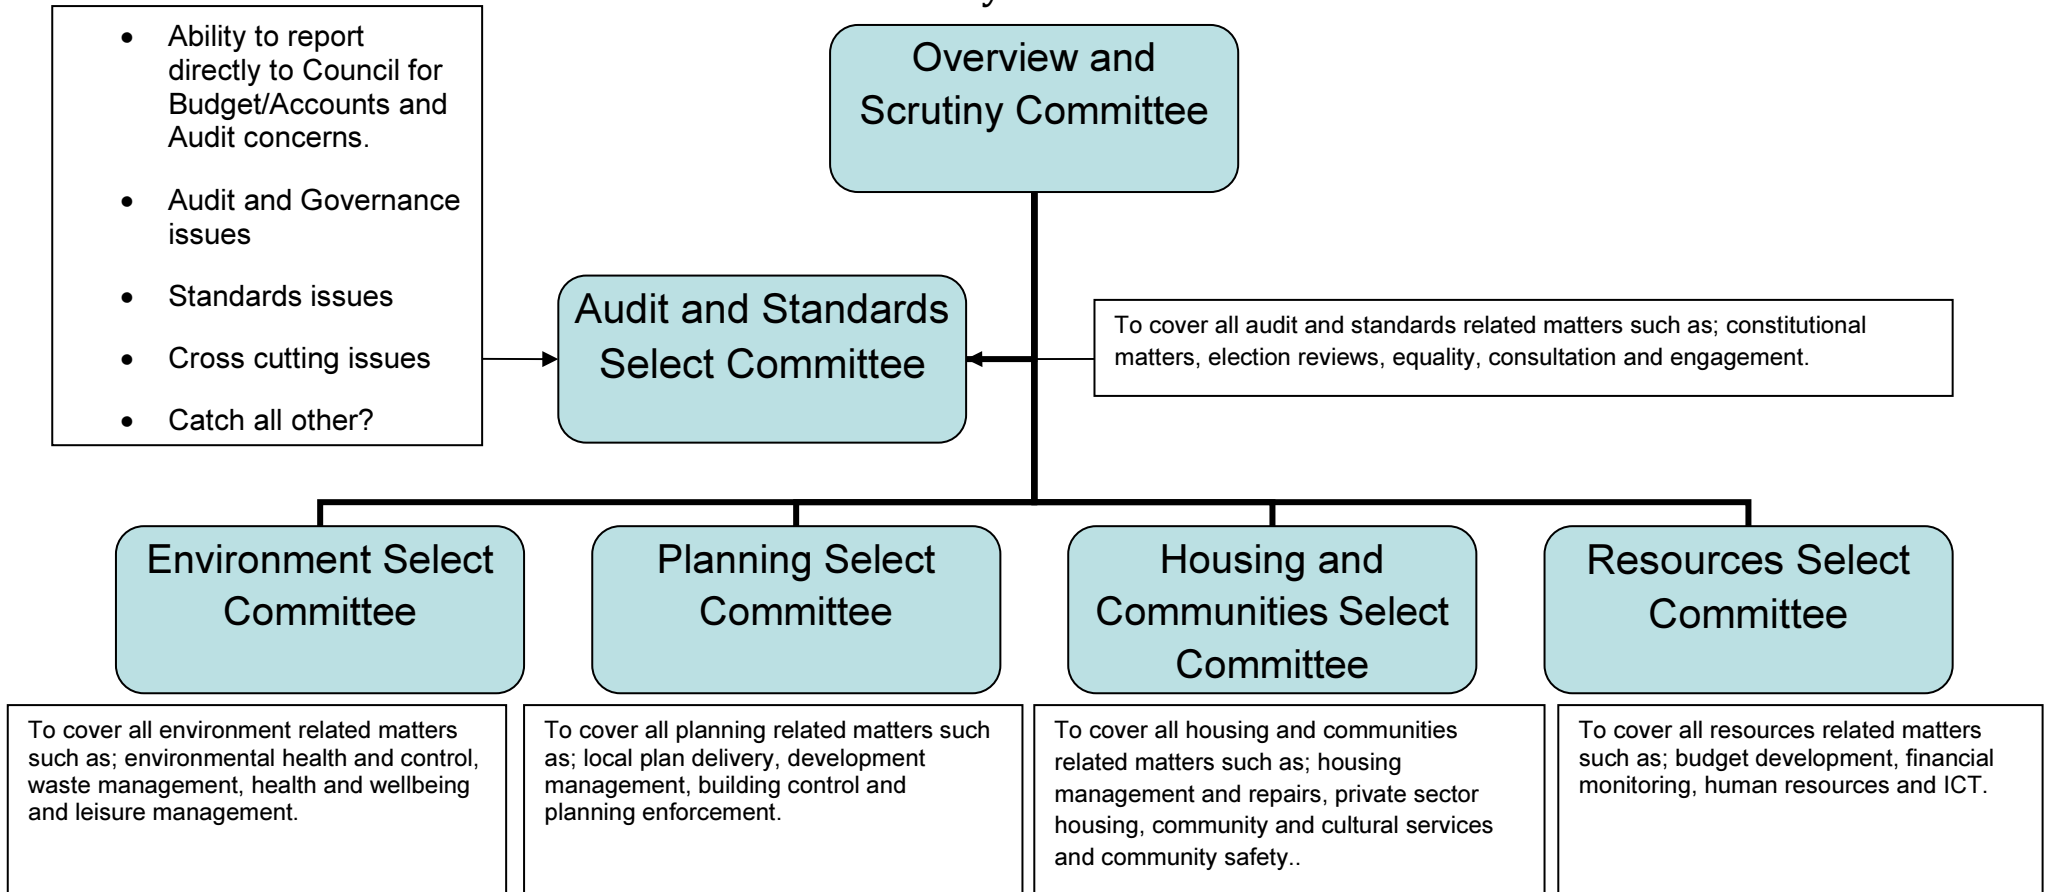 Overview and
Scrutiny Committee
• Ability to report
directly to Council for
Budget/Accounts and
Audit concerns.
• Audit and Governance
issues
• Standards issues
• Cross cutting issues
• Catch all other?
Audit and Standards
Select Committee
To cover all audit and standards related matters such as; constitutional
matters, election reviews, equality, consultation and engagement.
Environment Select
Committee
Planning Select
Committee
Housing and
Communities Select
Committee
Resources Select
Committee
To cover all environment related matters
such as; environmental health and control,
waste management, health and wellbeing
and leisure management.
To cover all planning related matters such
as; local plan delivery, development
management, building control and
planning enforcement.
To cover all housing and communities
related matters such as; housing
management and repairs, private sector
housing, community and cultural services
and community safety..
To cover all resources related matters
such as; budget development, financial
monitoring, human resources and ICT.